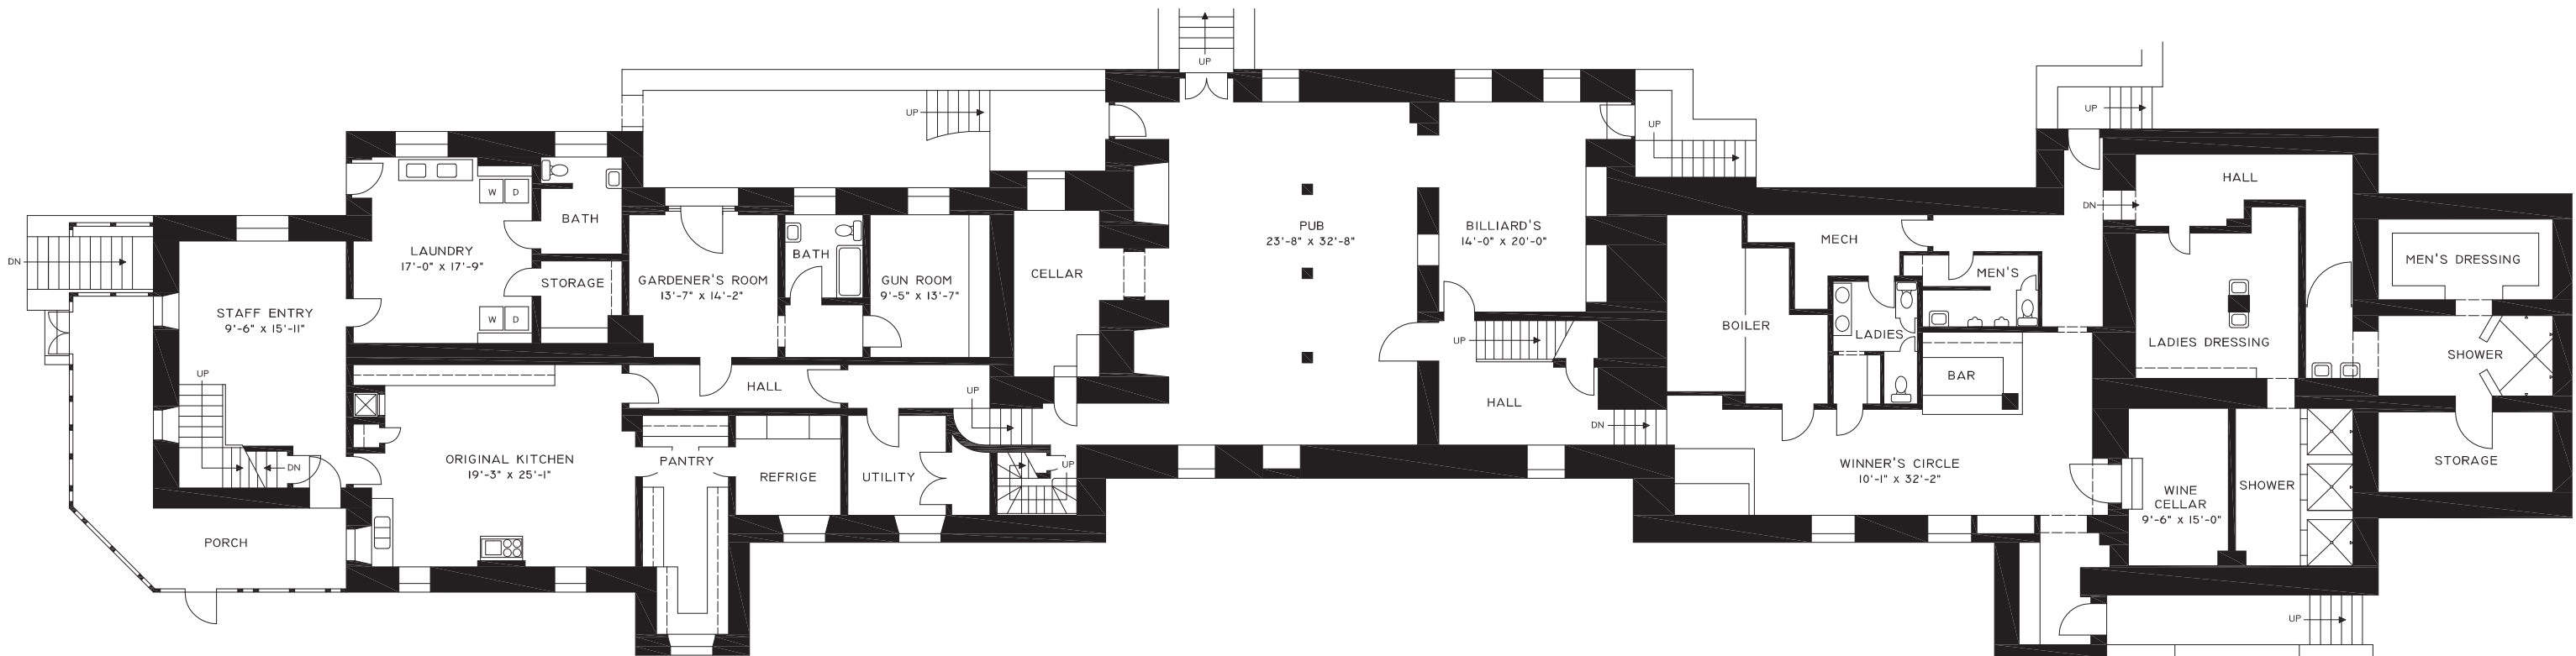 UP
UP
UP
UP
DN
HALL
W D
BATH
LAUNDRY
17'-0" x 17'-9"
PUB
23'-8" x 32'-8"
BILLIARD'S
14'-0" x 20'-0"
MECH
DN
BATH
CELLAR
MEN'S DRESSING
STORAGE
GARDENER'S ROOM
13'-7" x 14'-2"
GUN ROOM
9'-5" x 13'-7"
MEN'S
STAFF ENTRY
9'-6" x 15'-11"
W D
BOILER
LADIES
UP
LADIES DRESSING
SHOWER
UP
HALL
UP
HALL
BAR
DN
ORIGINAL KITCHEN
19'-3" x 25'-1"
PANTRY
REFRIGE
UTILITY
UP
DN
WINNER'S CIRCLE
10'-1" x 32'-2"
WINE
CELLAR
9'-6" x 15'-0"
SHOWER
STORAGE
PORCH
UP